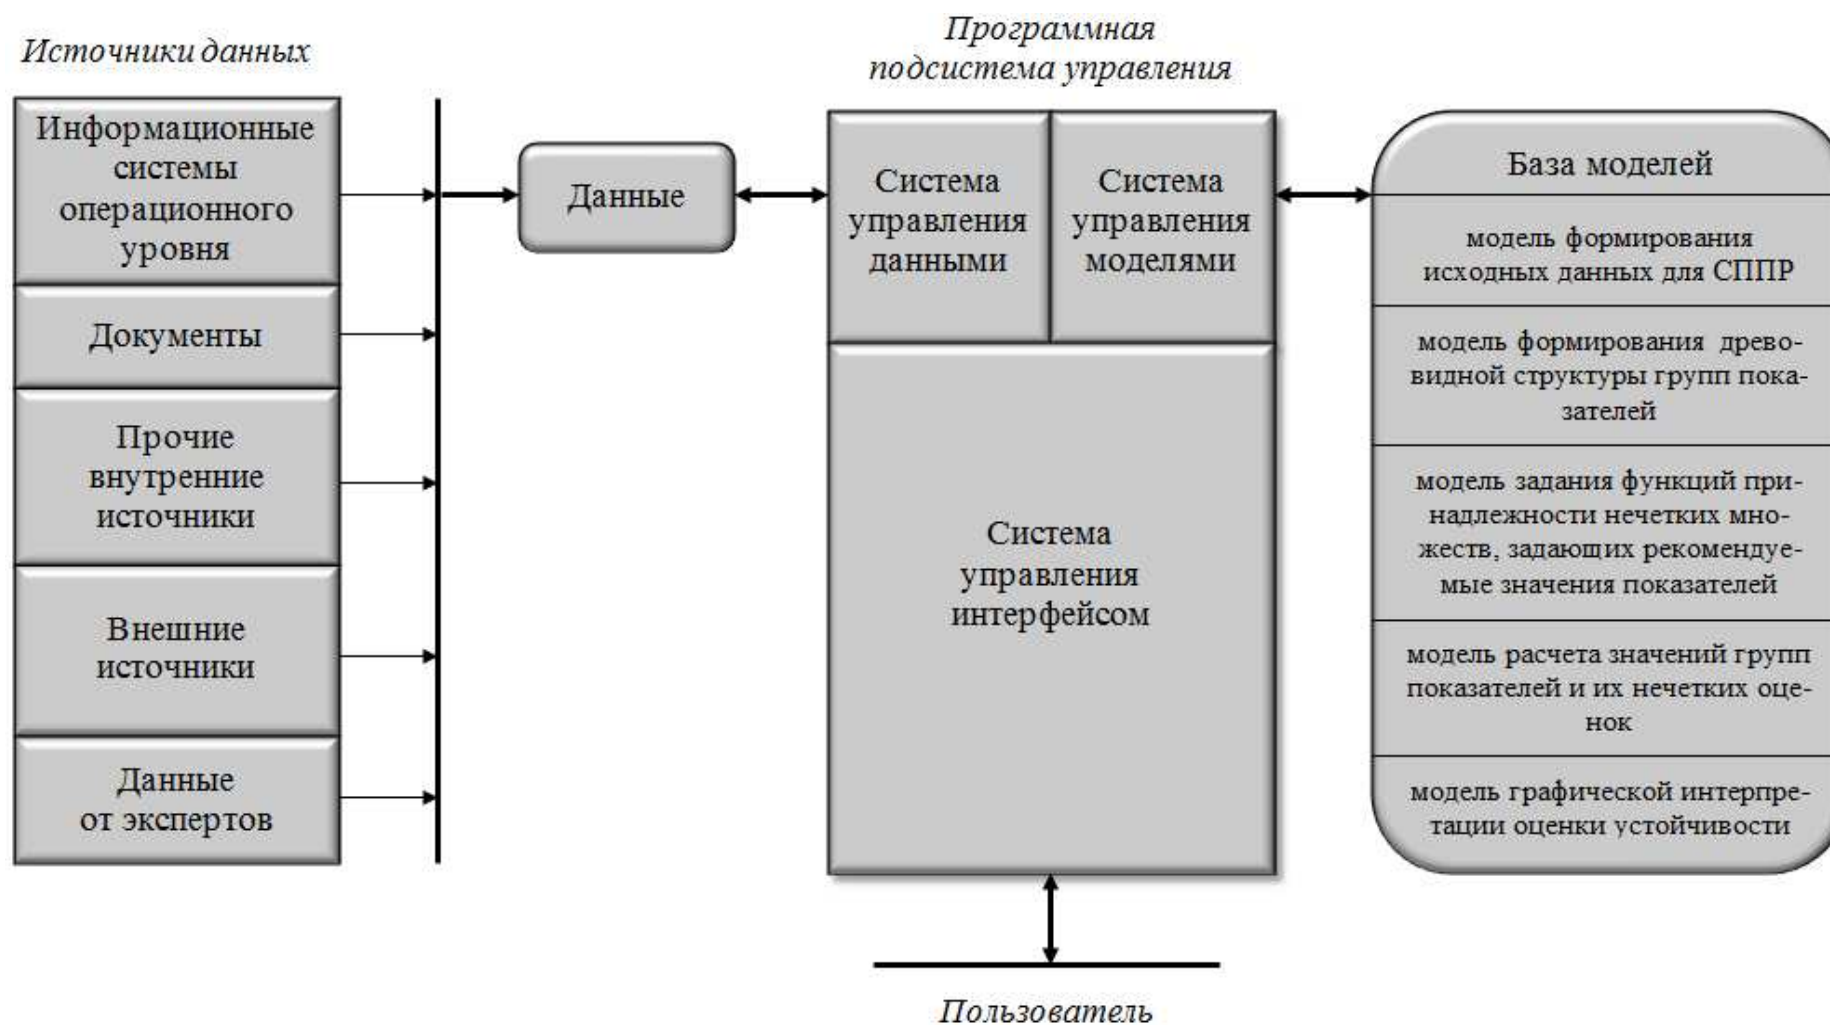 Источники данных
Информационные
системы
операционного
уровня
Документы
Прочие
внутренние
источники
Внешние
источники
Данные
от экспертов
Данные
Программная
подсистема управления
Система
управления
данными
Система
управления
моделями
Система
управления
интерфейсом
Пользователь
База моделей
модель формирования
исходных данных для СППР
модель формирования древо-
видной структуры групп пока-
зателей
модель задания функций при-
надлежности нечетких мно-
жеств, задающих рекомендуе-
мые значения показателей
модель расчета значений групп
показателей и их нечетких оце-
нок
модель графической интерпре-
тации оценки устойчивости